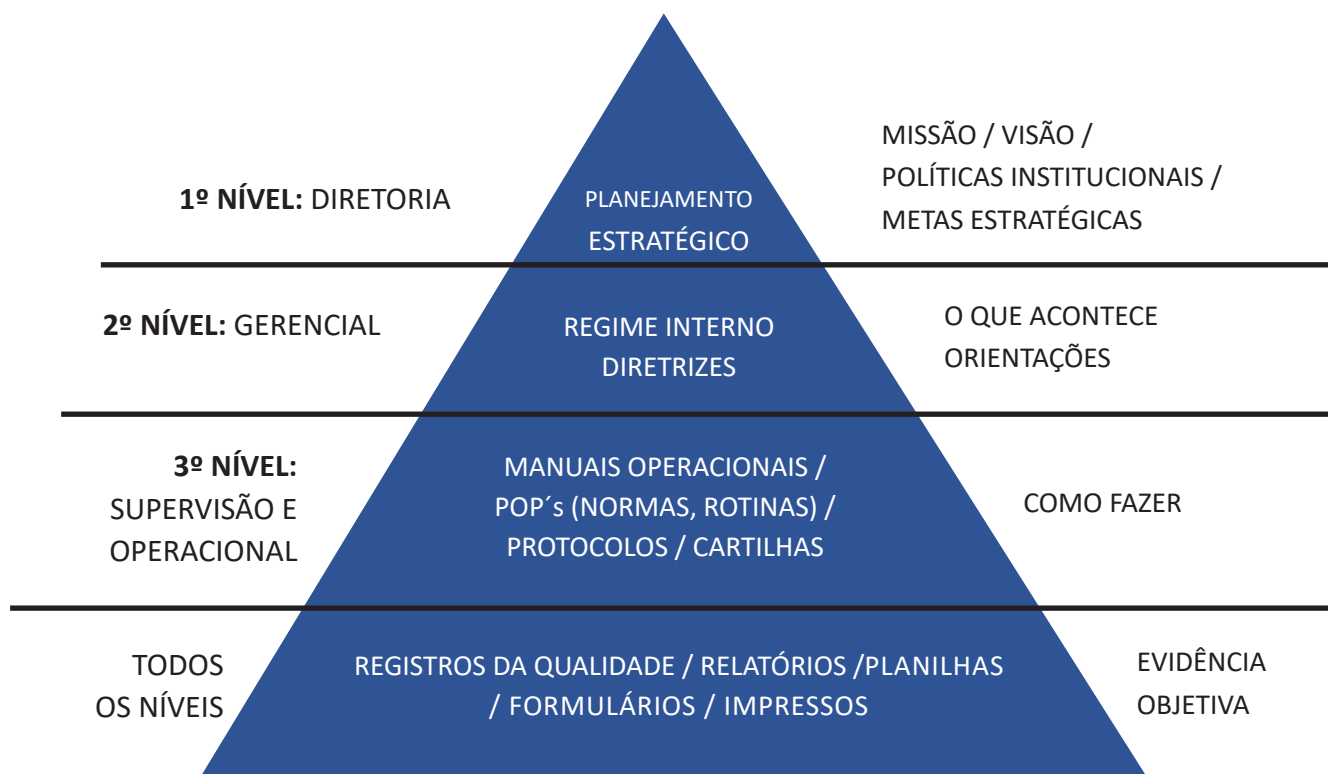 1º NÍVEL: DIRETORIA
PLANEJAMENTO
ESTRATÉGICO
MISSÃO / VISÃO /
POLÍTICAS INSTITUCIONAIS /
METAS ESTRATÉGICAS
2º NÍVEL: GERENCIAL
REGIME INTERNO
DIRETRIZES
O QUE ACONTECE
ORIENTAÇÕES
3º NÍVEL:
SUPERVISÃO E
OPERACIONAL
MANUAIS OPERACIONAIS /
POP´s (NORMAS, ROTINAS) /
PROTOCOLOS / CARTILHAS
COMO FAZER
TODOS
OS NÍVEIS
REGISTROS DA QUALIDADE / RELATÓRIOS /PLANILHAS
/ FORMULÁRIOS / IMPRESSOS
EVIDÊNCIA
OBJETIVA